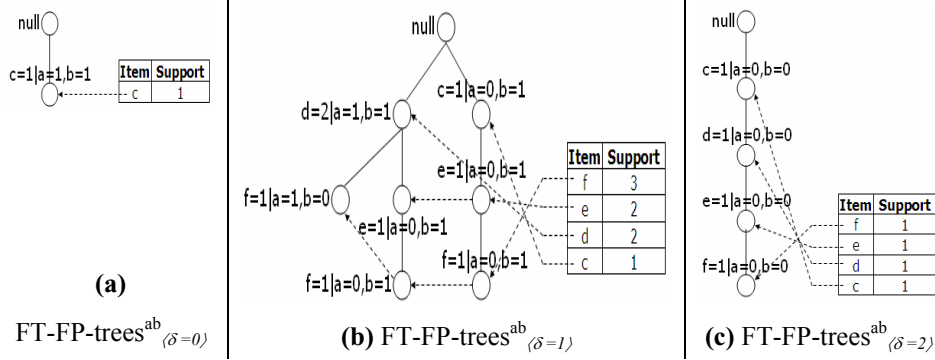 null
c=1|a=1,b=1
Item Support
c 1
(a)
FT-FP-trees^ab_⟨δ=0⟩
null
d=2|a=1,b=1
c=1|a=0,b=1
f=1|a=1,b=0
e=1|a=0,b=1
e=1|a=0,b=1
f=1|a=0,b=1
f=1|a=0,b=1
Item Support
f 3
e 2
d 2
c 1
(b) FT-FP-trees^ab_⟨δ=1⟩
null
c=1|a=0,b=0
d=1|a=0,b=0
e=1|a=0,b=0
f=1|a=0,b=0
Item Support
f 1
e 1
d 1
c 1
(c) FT-FP-trees^ab_⟨δ=2⟩